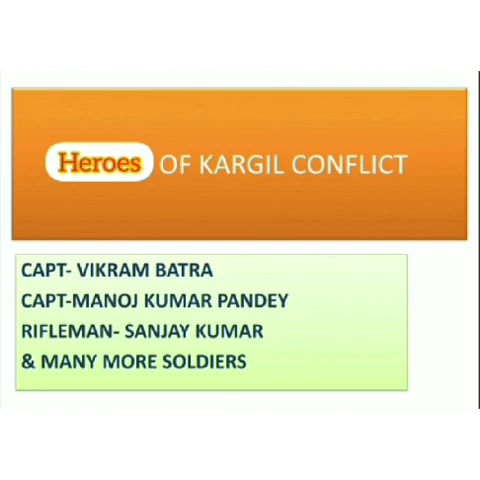 Heroes OF KARGIL CONFLICT
CAPT- VIKRAM BATRA
CAPT-MANOJ KUMAR PANDEY
RIFLEMAN- SANJAY KUMAR
& MANY MORE SOLDIERS